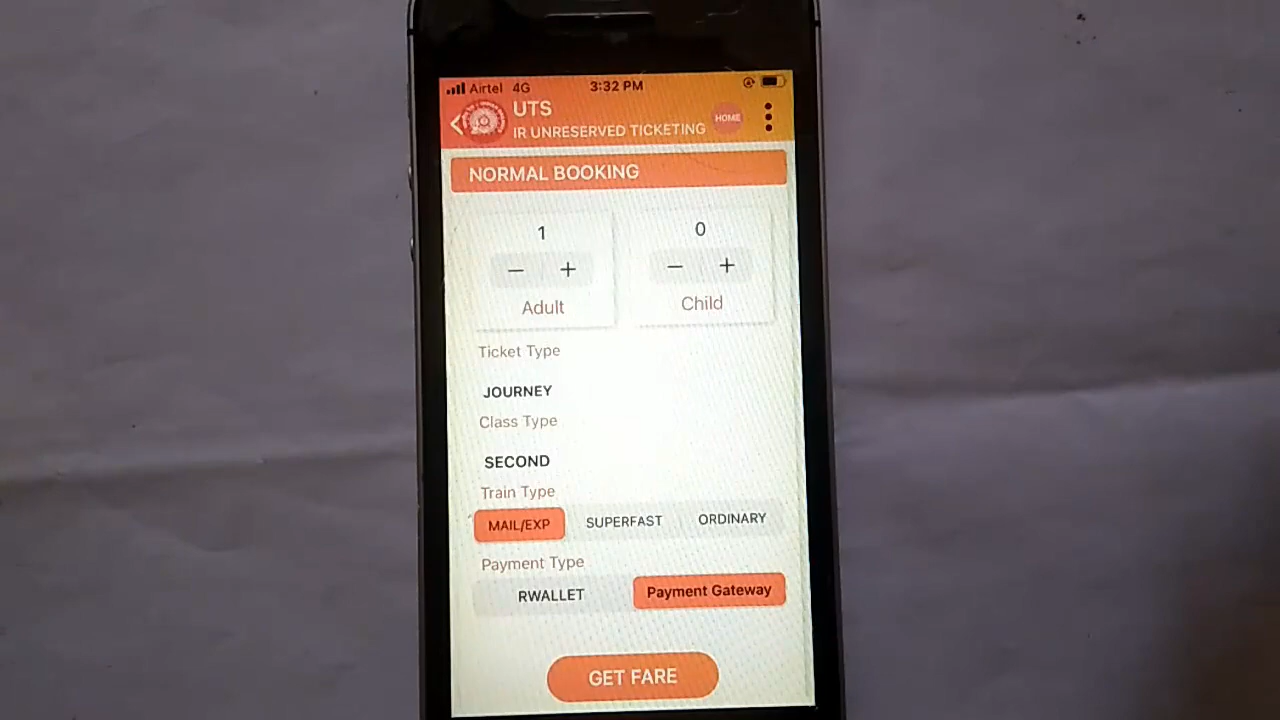 Airtel 4G 3:32 PM
UTS
IR UNRESERVED TICKETING HOME
NORMAL BOOKING
1 0
− + − +
Adult Child
Ticket Type
JOURNEY
Class Type
SECOND
Train Type
MAIL/EXP SUPERFAST ORDINARY
Payment Type
RWALLET Payment Gateway
GET FARE